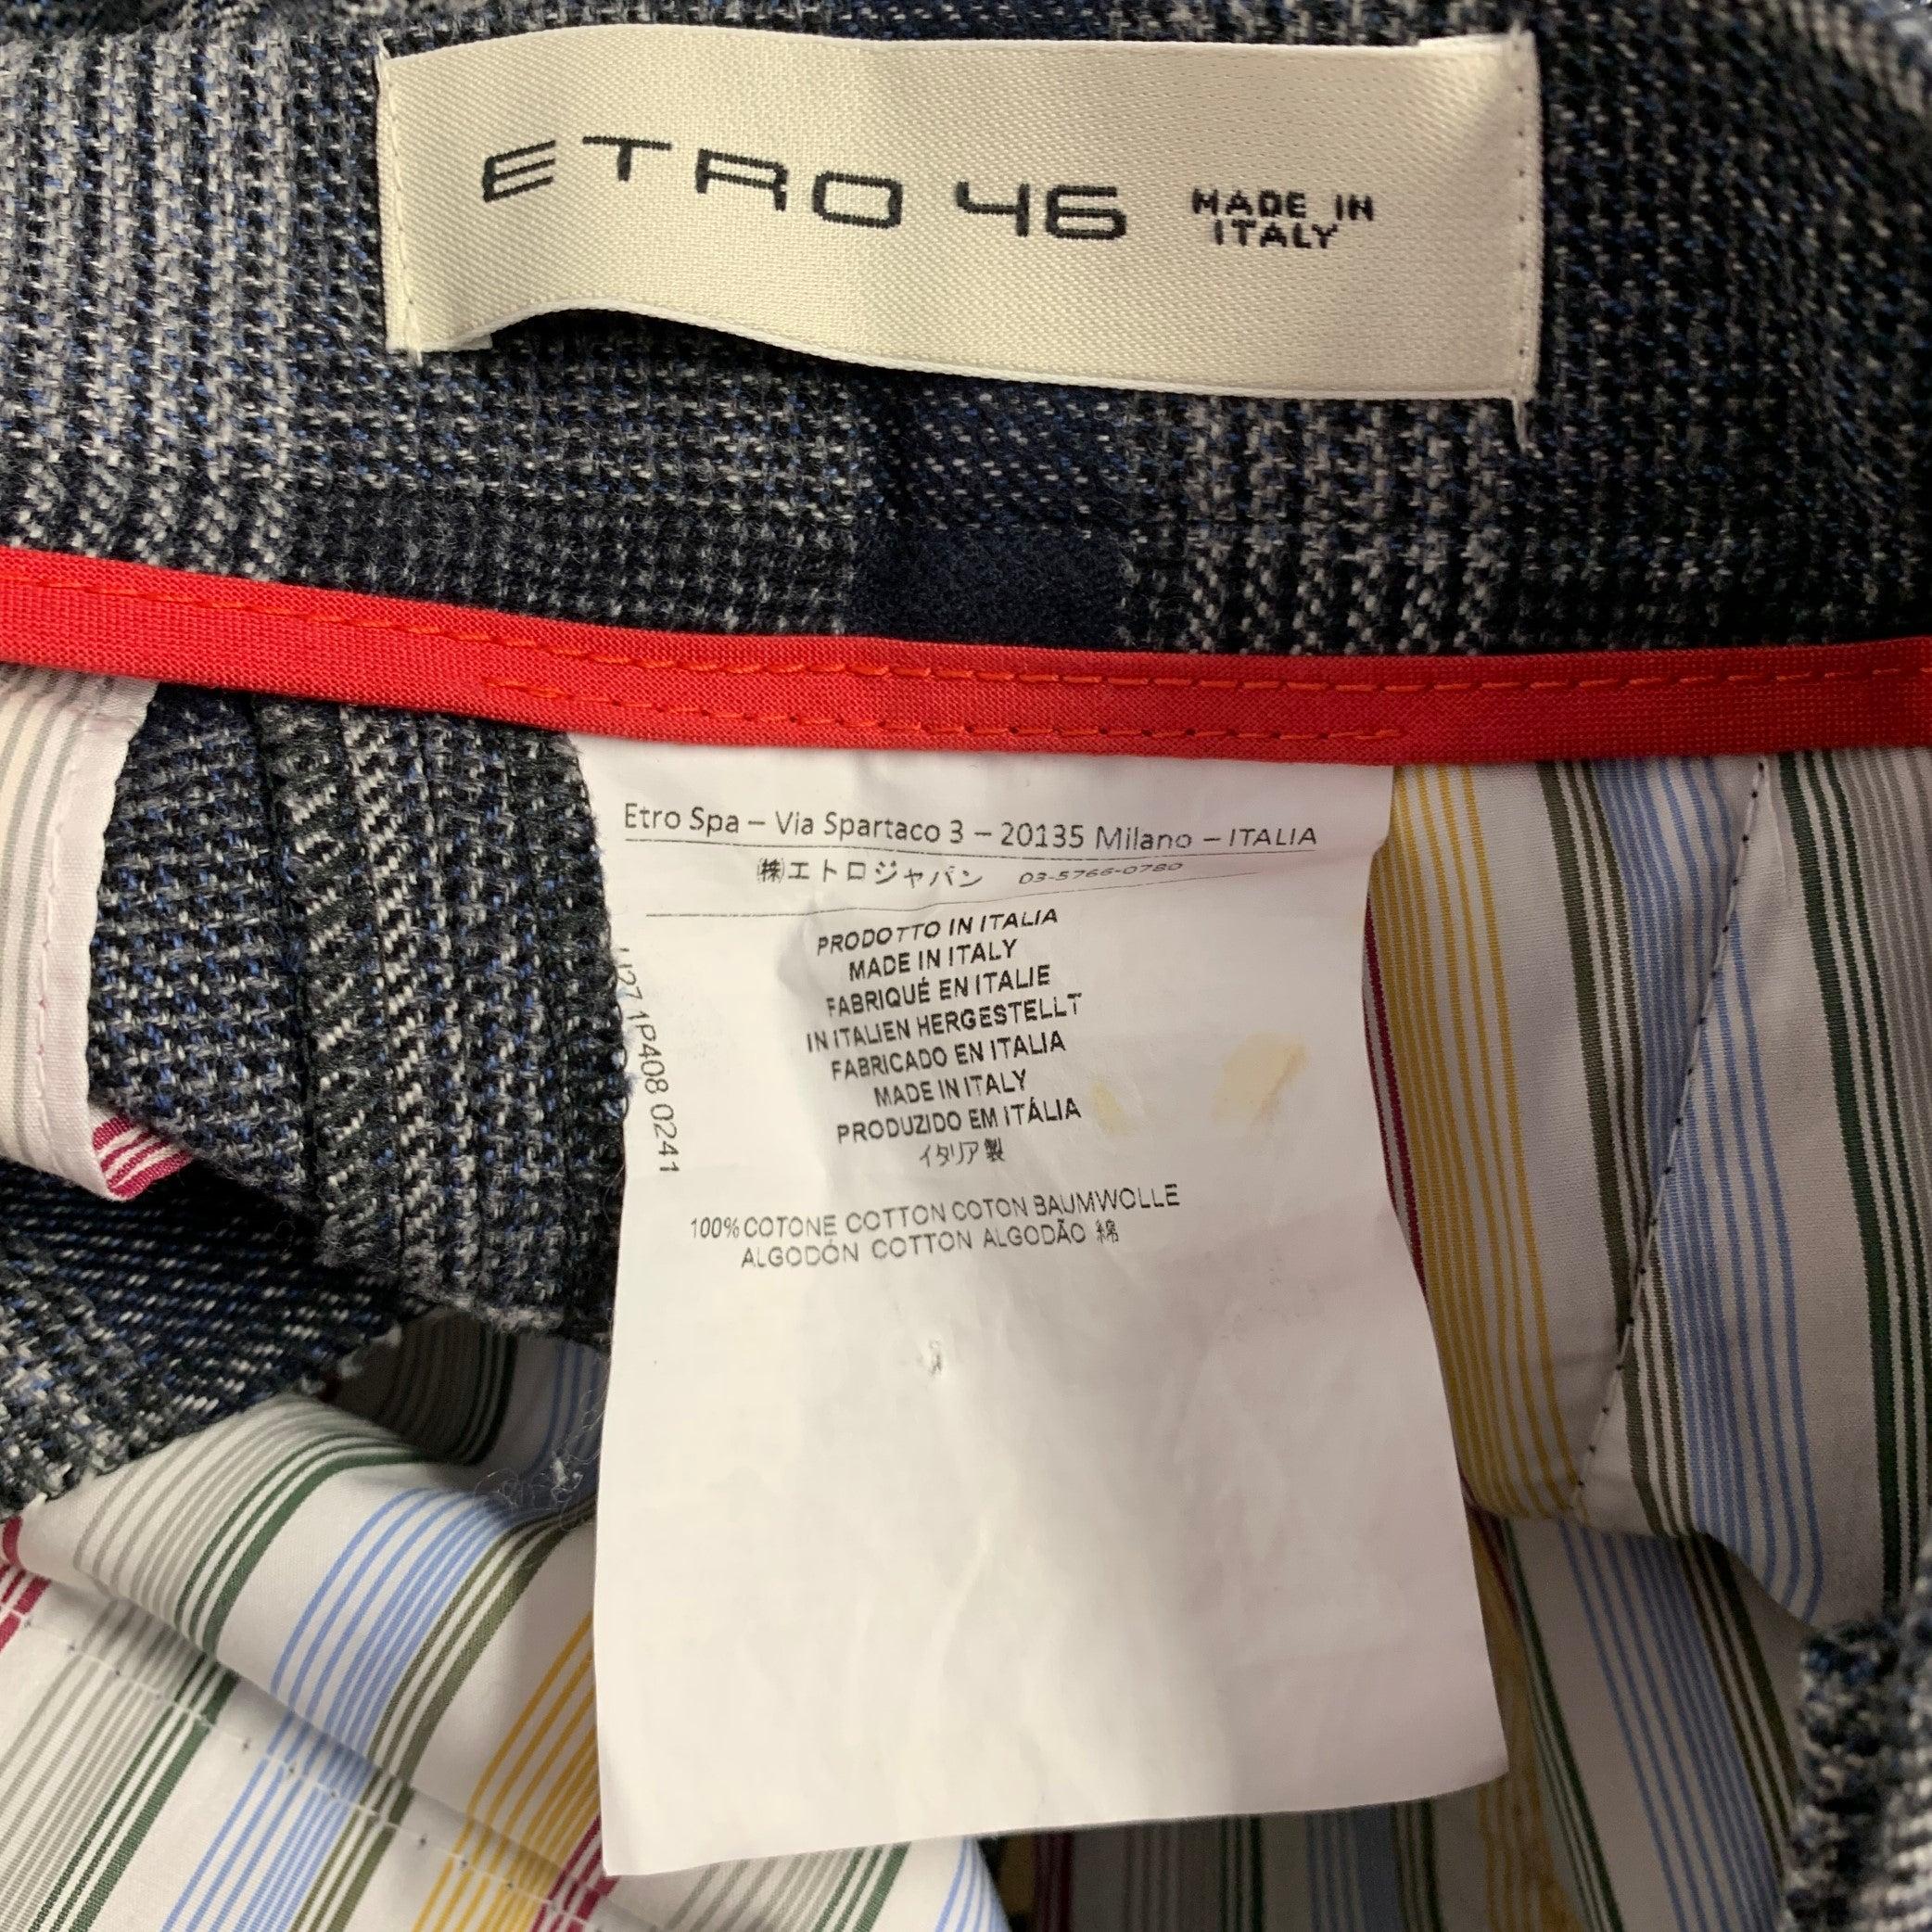 ETRO 46 MADE IN
ITALY
Etro Spa – Via Spartaco 3 – 20135 Milano – ITALIA
㈱エトロジャパン 03-5766-0780
PRODOTTO IN ITALIA
MADE IN ITALY
FABRIQUÉ EN ITALIE
IN ITALIEN HERGESTELLT
FABRICADO EN ITALIA
MADE IN ITALY
PRODUZIDO EM ITÁLIA
イタリア製
100% COTONE COTTON COTON BAUMWOLLE
ALGODÓN COTTON ALGODÃO 綿
1P408 0241